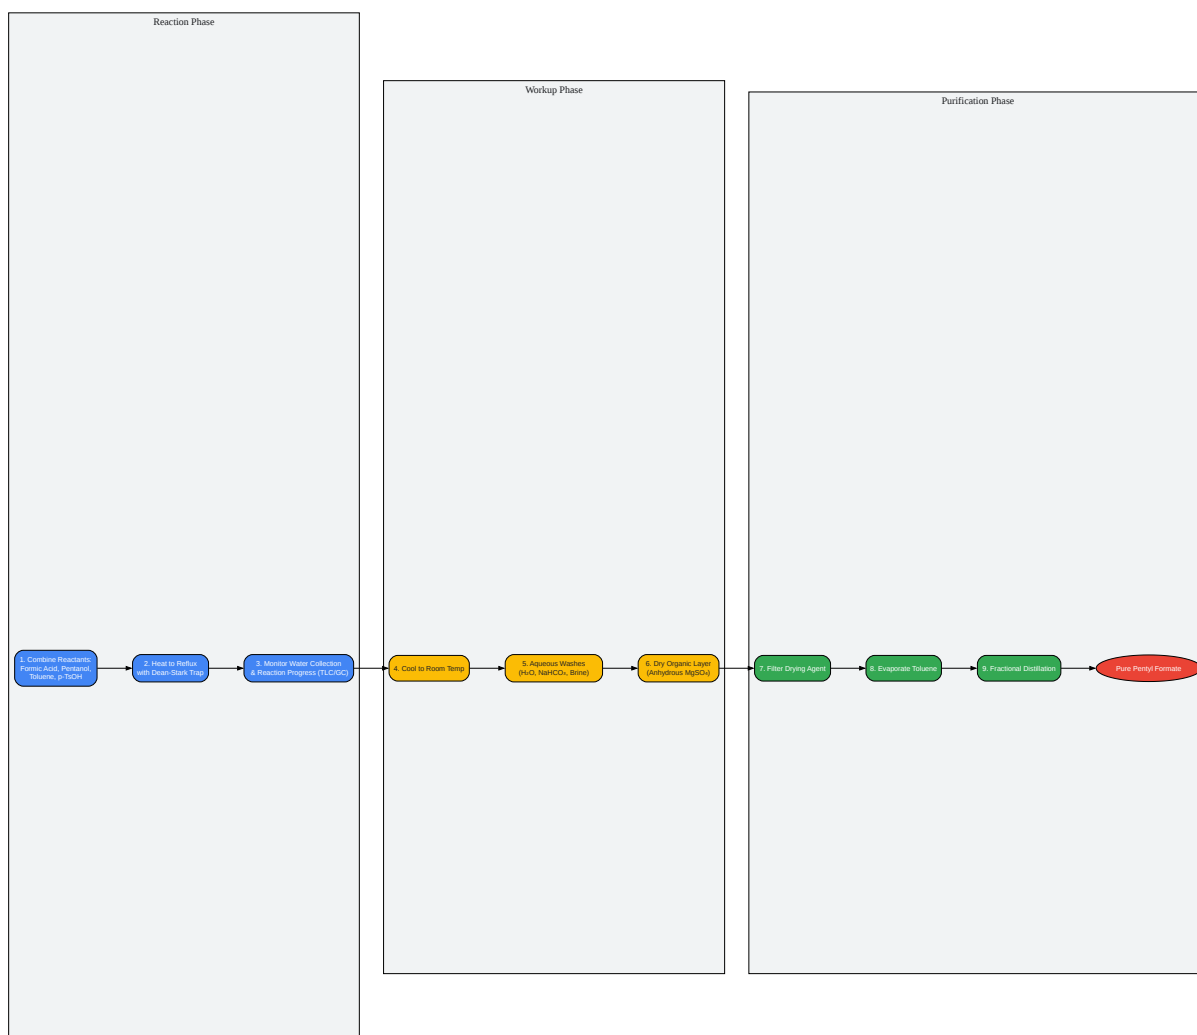 Reaction Phase
Workup Phase
Purification Phase
1. Combine Reactants:
Formic Acid, Pentanol,
Toluene, p-TsOH
2. Heat to Reflux
with Dean-Stark Trap
3. Monitor Water Collection
& Reaction Progress (TLC/GC)
4. Cool to Room Temp
5. Aqueous Washes
(H₂O, NaHCO₃, Brine)
6. Dry Organic Layer
(Anhydrous MgSO₄)
7. Filter Drying Agent
8. Evaporate Toluene
9. Fractional Distillation
Pure Pentyl Formate